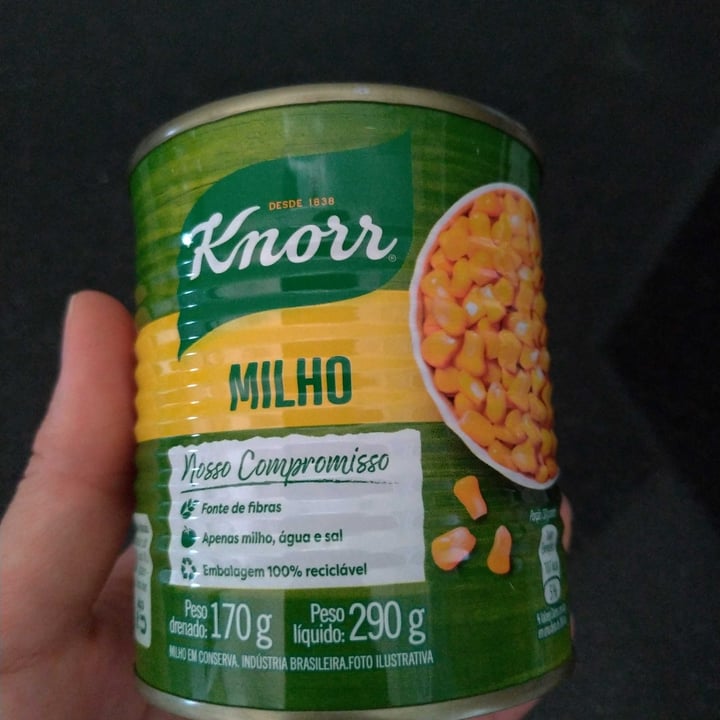 DESDE 1838
Knorr®
MILHO
Nosso Compromisso
Fonte de fibras
Apenas milho, água e sal
Embalagem 100% reciclável
Peso drenado: 170 g
Peso líquido: 290 g
MILHO EM CONSERVA. INDÚSTRIA BRASILEIRA.FOTO ILUSTRATIVA